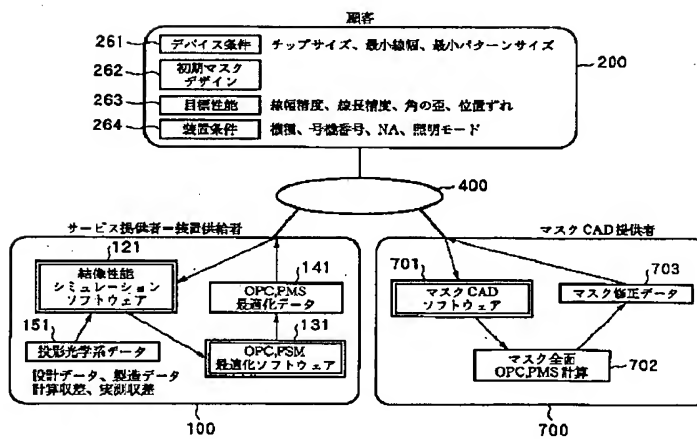 顧客
261 デバイス条件 チップサイズ、最小線幅、最小パターンサイズ
262 初期マスク
デザイン
200
263 目標性能 線幅精度、線長精度、角の歪、位置ずれ
264 装置条件 機種、号機番号、NA、照明モード
400
サービス提供者=装置供給者
121
結像性能
シミュレーション
ソフトウェア
141
OPC,PMS
最適化データ
151
投影光学系データ
131
OPC,PSM
最適化ソフトウェア
設計データ、製造データ
計算収差、実測収差
100
マスクCAD提供者
701
マスクCAD
ソフトウェア
703
マスク修正データ
マスク全面
OPC,PMS計算
702
700